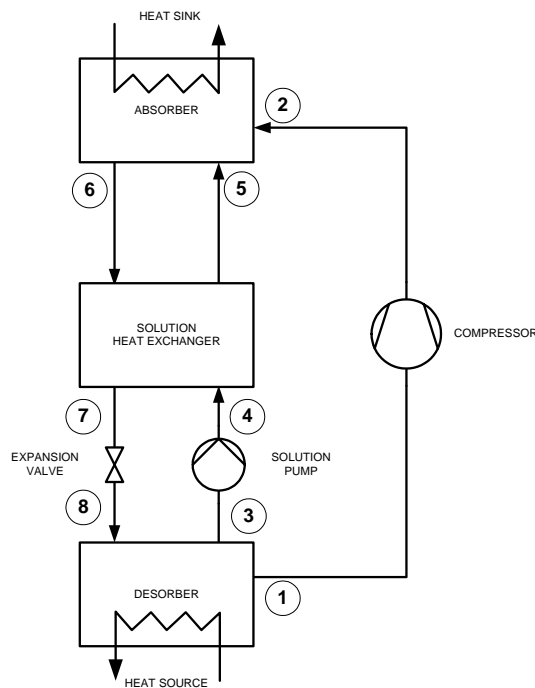 HEAT SINK
ABSORBER
2
6
5
SOLUTION
HEAT EXCHANGER
COMPRESSOR
7
4
EXPANSION
VALVE
SOLUTION
PUMP
8
3
DESORBER
1
HEAT SOURCE